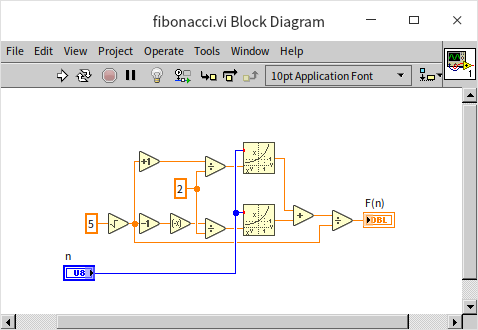 fibonacci.vi Block Diagram
File Edit View Project Operate Tools Window Help
10pt Application Font
1
+1
÷
x
2
F(n)
5
√
−1
(-x)
÷
x
+
÷
DBL
n
U8